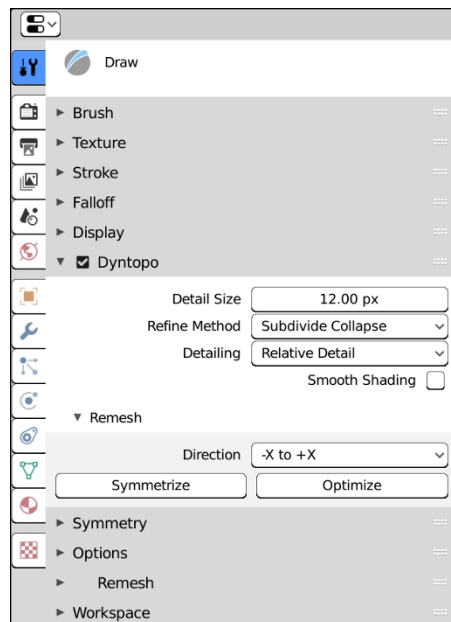 Draw
Brush
Texture
Stroke
Falloff
Display
Dyntopo
Detail Size 12.00 px
Refine Method Subdivide Collapse
Detailing Relative Detail
Smooth Shading
Remesh
Direction -X to +X
Symmetrize Optimize
Symmetry
Options
Remesh
Workspace